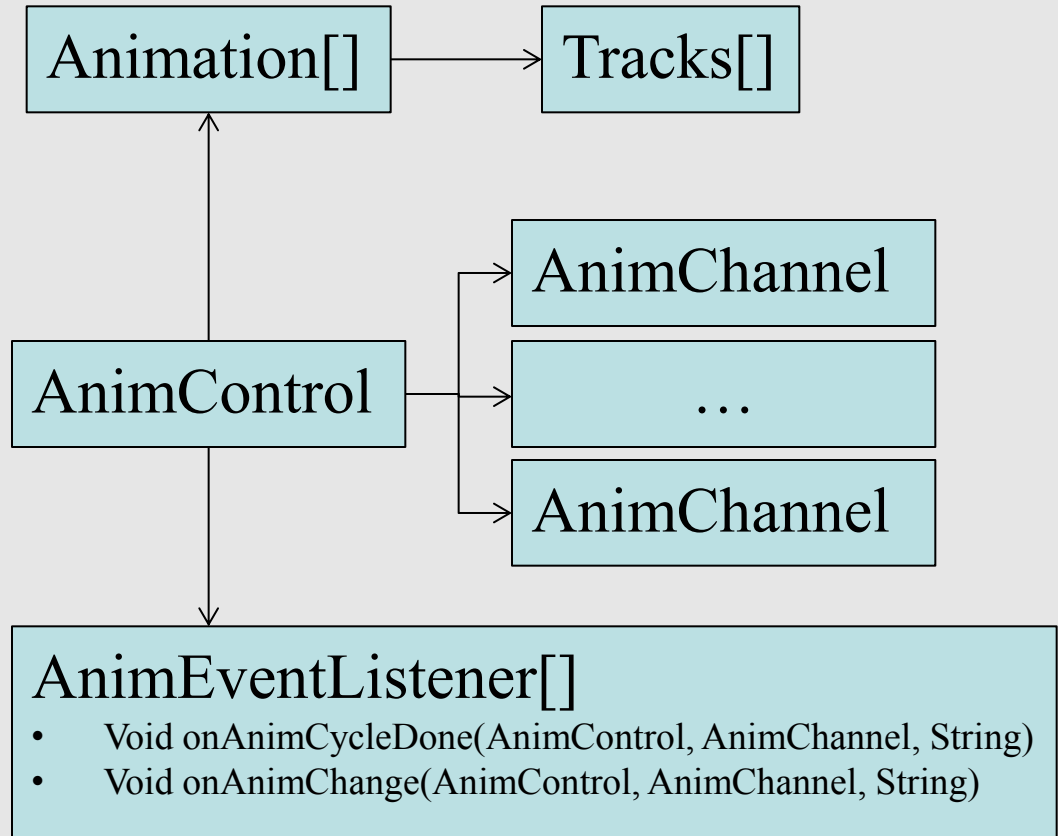 Animation[]
Tracks[]
AnimChannel
AnimControl
…
AnimChannel
AnimEventListener[]
• Void onAnimCycleDone(AnimControl, AnimChannel, String)
• Void onAnimChange(AnimControl, AnimChannel, String)